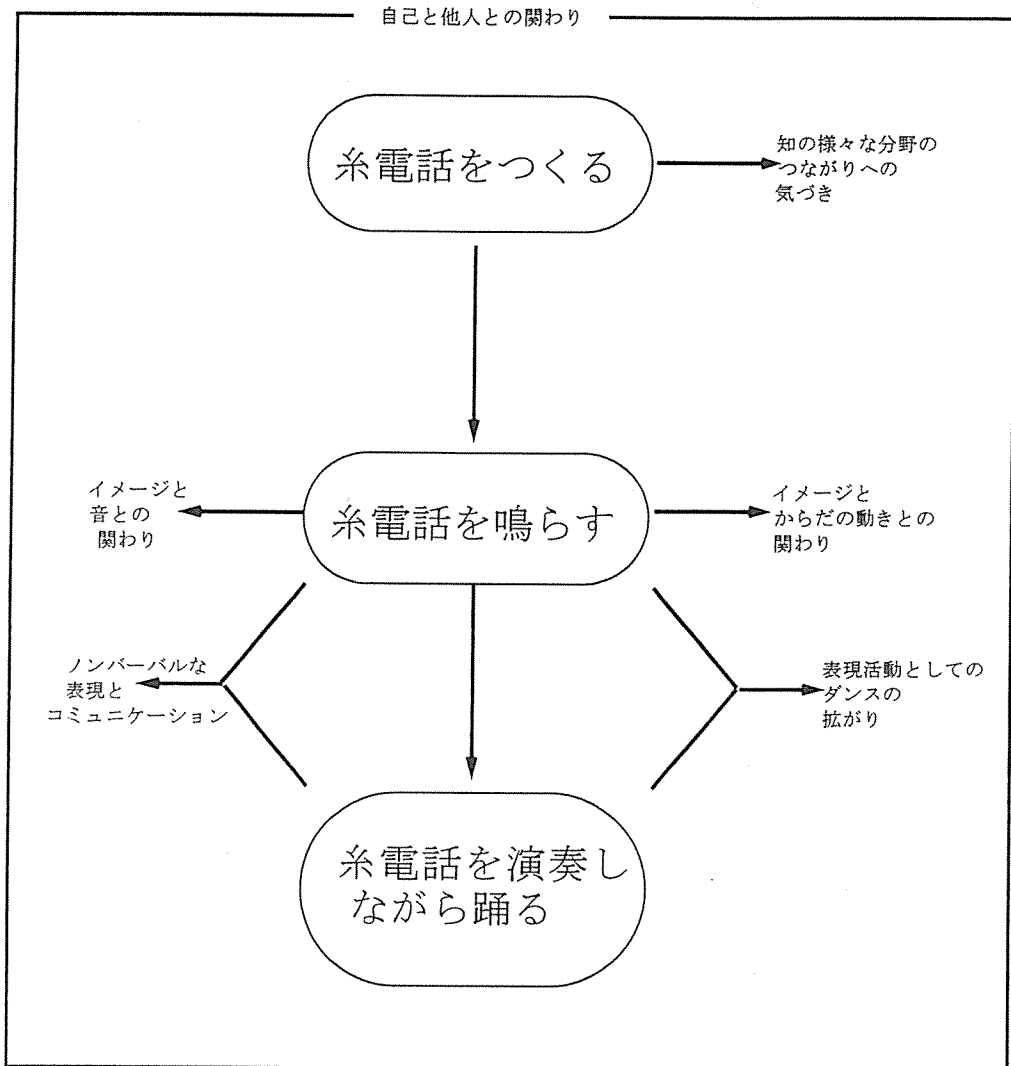 自己と他人との関わり
糸電話をつくる
知の様々な分野の
つながりへの
気づき
イメージと
音との
関わり
糸電話を鳴らす
イメージと
からだの動きとの
関わり
ノンバーバルな
表現と
コミュニケーション
表現活動としての
ダンスの
拡がり
糸電話を演奏し
ながら踊る